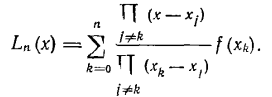 L_n (x) = \sum_{k=0}^{n} \frac{\prod_{j \neq k} (x - x_j)}{\prod_{j \neq k} (x_k - x_j)} f (x_k).